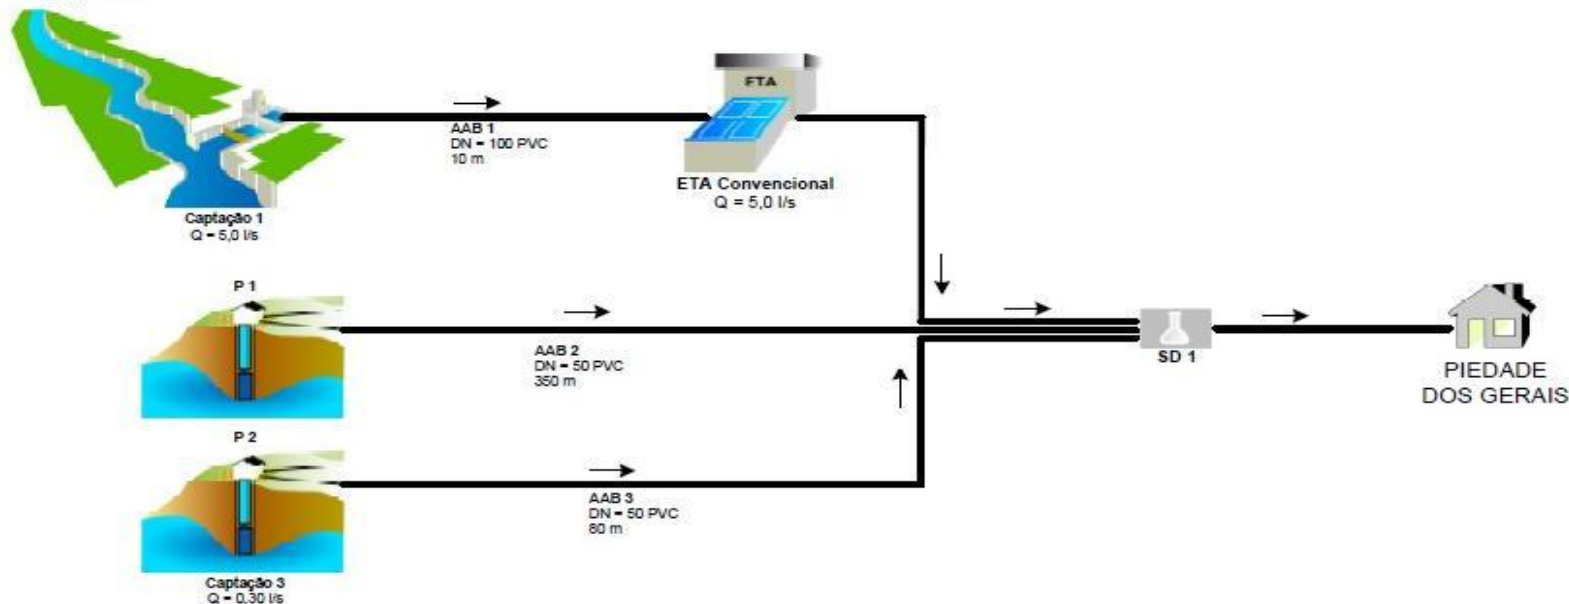 ETA
AAB 1
DN = 100 PVC
10 m
ETA Convencional
Q = 5,0 l/s
Captação 1
Q = 5,0 l/s
P 1
AAB 2
DN = 50 PVC
350 m
SD 1
PIEDADE
DOS GERAIS
P 2
AAB 3
DN = 50 PVC
80 m
Captação 3
Q = 0,30 l/s